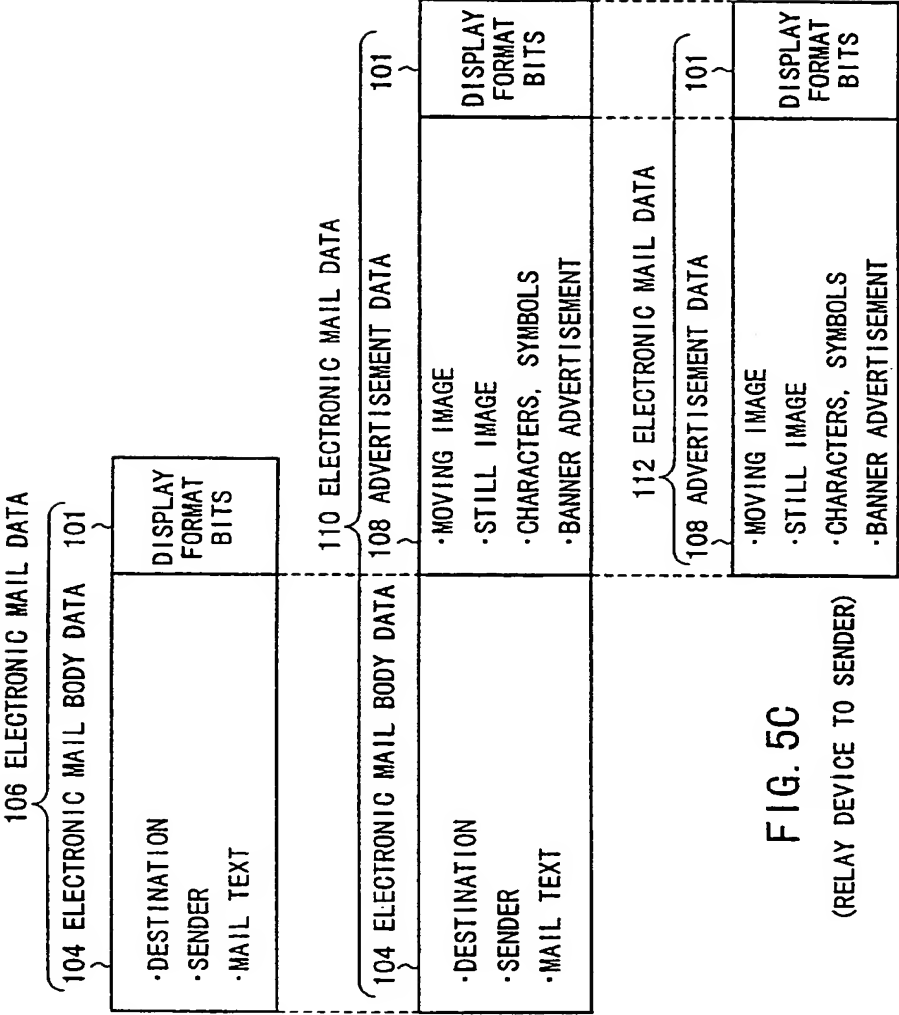 106 ELECTRONIC MAIL DATA
104 ELECTRONIC MAIL BODY DATA 101
·DESTINATION
·SENDER
·MAIL TEXT
DISPLAY
FORMAT
BITS
110 ELECTRONIC MAIL DATA
104 ELECTRONIC MAIL BODY DATA 108 ADVERTISEMENT DATA 101
·DESTINATION
·SENDER
·MAIL TEXT
·MOVING IMAGE
·STILL IMAGE
·CHARACTERS, SYMBOLS
·BANNER ADVERTISEMENT
DISPLAY
FORMAT
BITS
112 ELECTRONIC MAIL DATA
108 ADVERTISEMENT DATA 101
·MOVING IMAGE
·STILL IMAGE
·CHARACTERS, SYMBOLS
·BANNER ADVERTISEMENT
DISPLAY
FORMAT
BITS
FIG. 5C
(RELAY DEVICE TO SENDER)